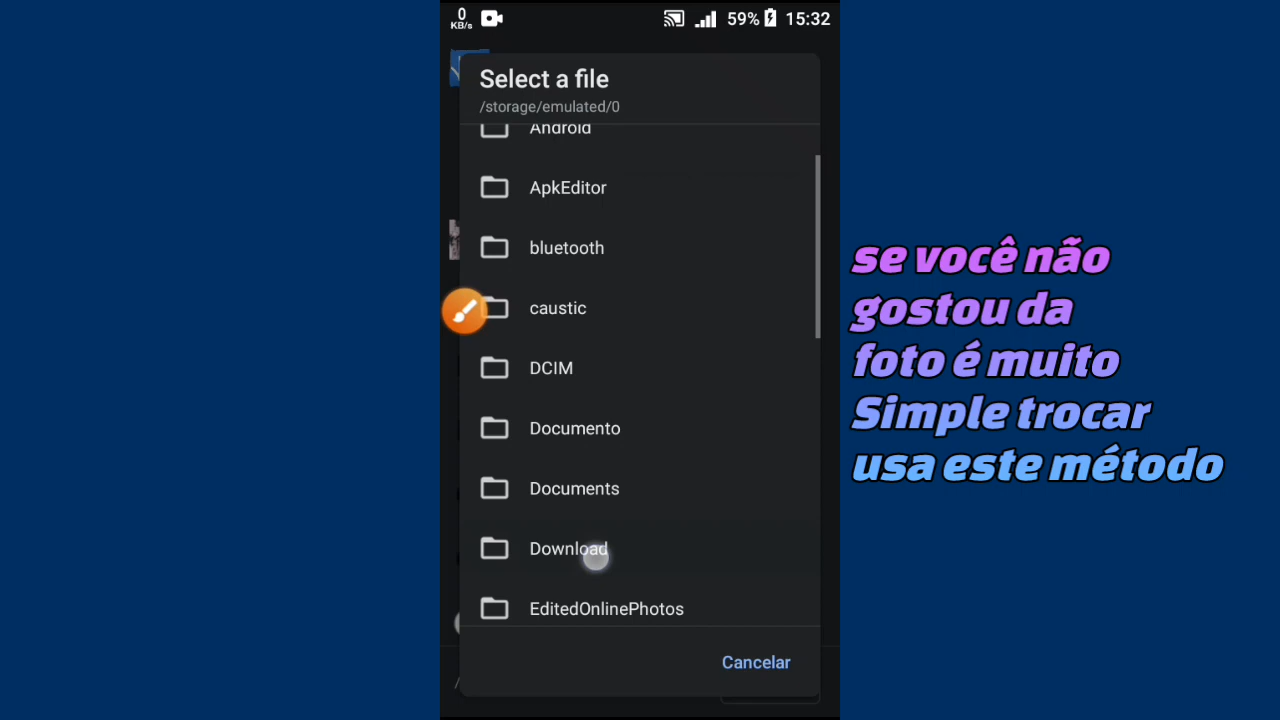 0
KB/s
59%
15:32
Select a file
/storage/emulated/0
Android
ApkEditor
bluetooth
caustic
DCIM
Documento
Documents
Download
EditedOnlinePhotos
Cancelar
/
se você não
gostou da
foto é muito
Simple trocar
usa este método